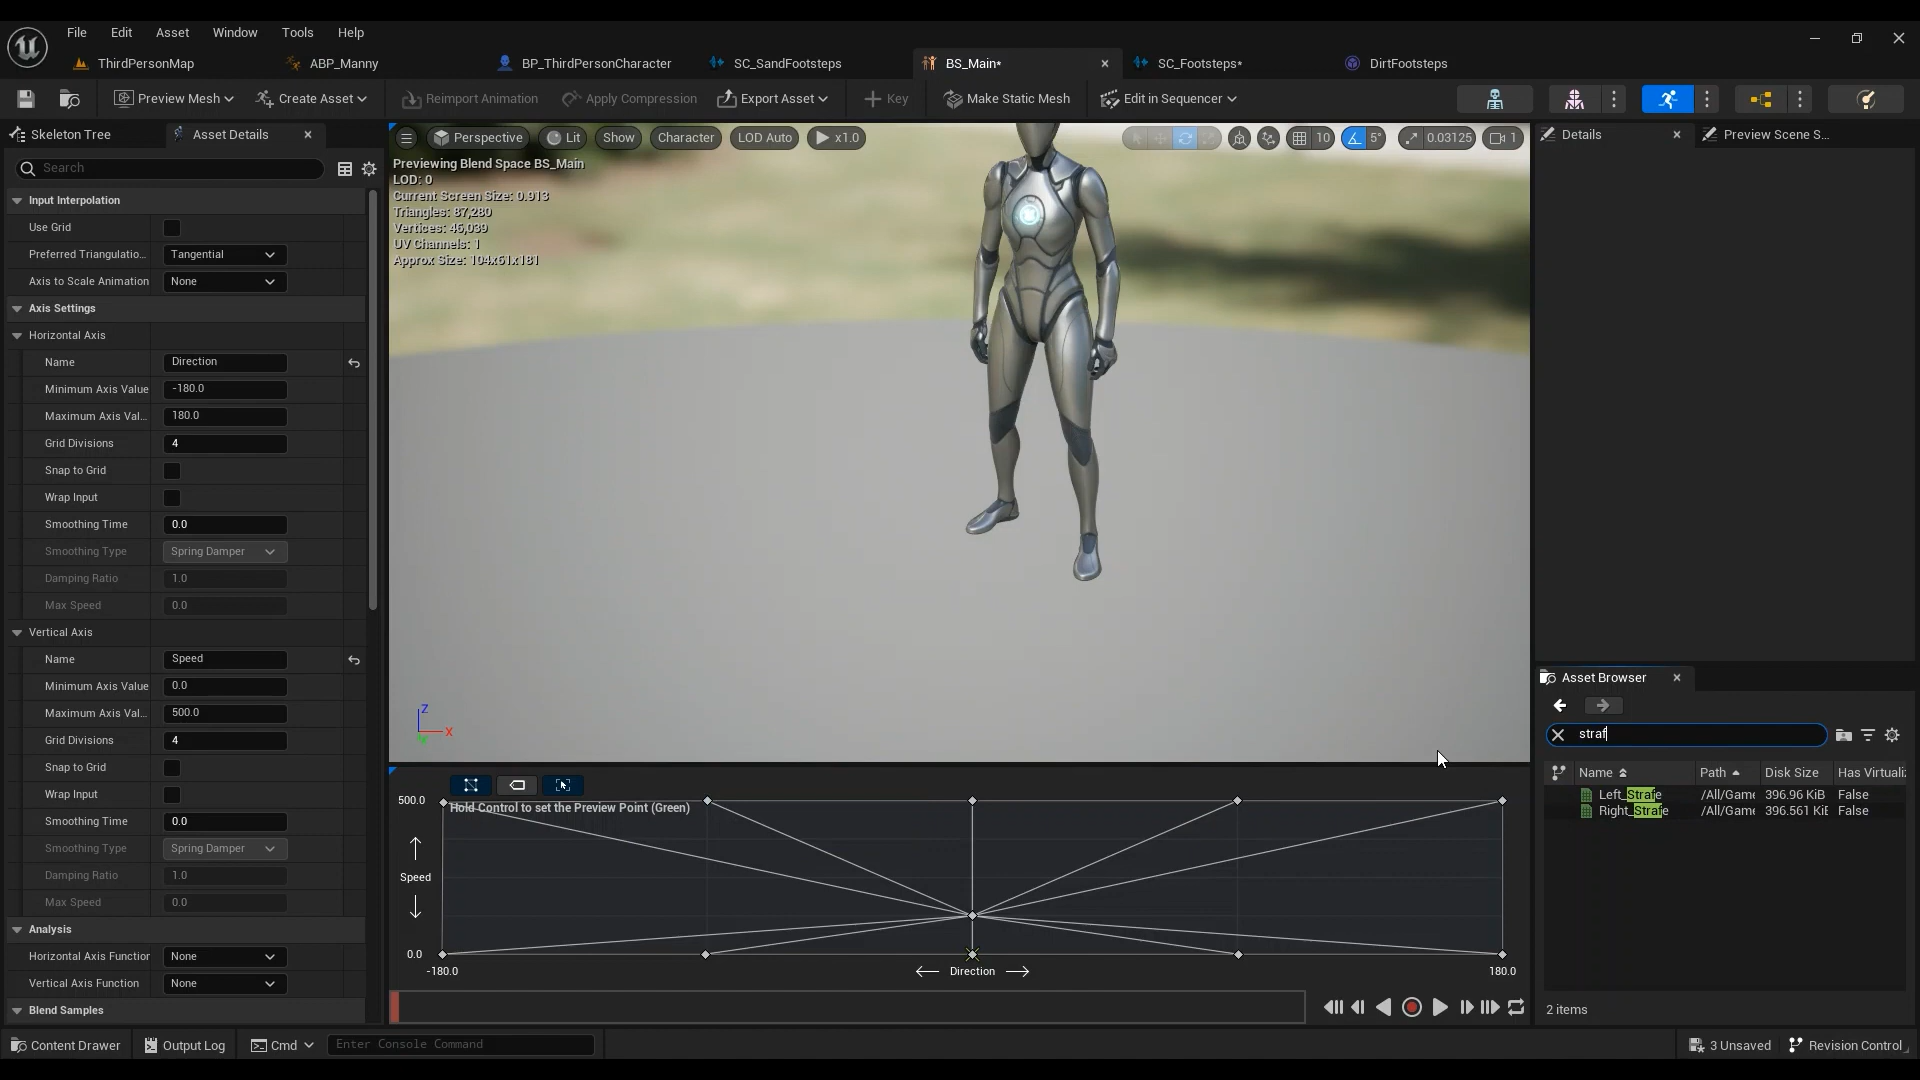 File Edit Asset Window Tools Help
ThirdPersonMap ABP_Manny BP_ThirdPersonCharacter SC_SandFootsteps BS_Main* SC_Footsteps* DirtFootsteps
Preview Mesh Create Asset Reimport Animation Apply Compression Export Asset Key Make Static Mesh Edit in Sequencer
Skeleton Tree Asset Details
Search
Input Interpolation
Use Grid
Preferred Triangulatio... Tangential
Axis to Scale Animation None
Axis Settings
Horizontal Axis
Name Direction
Minimum Axis Value -180.0
Maximum Axis Val... 180.0
Grid Divisions 4
Snap to Grid
Wrap Input
Smoothing Time 0.0
Smoothing Type Spring Damper
Damping Ratio 1.0
Max Speed 0.0
Vertical Axis
Name Speed
Minimum Axis Value 0.0
Maximum Axis Val... 500.0
Grid Divisions 4
Snap to Grid
Wrap Input
Smoothing Time 0.0
Smoothing Type Spring Damper
Damping Ratio 1.0
Max Speed 0.0
Analysis
Horizontal Axis Function None
Vertical Axis Function None
Blend Samples
Perspective Lit Show Character LOD Auto x1.0 10 5° 0.03125 1
Previewing Blend Space BS_Main
LOD: 0
Current Screen Size: 0.913
Triangles: 87,280
Vertices: 46,039
UV Channels: 1
Approx Size: 104x61x181
Z
X
Y
500.0 Hold Control to set the Preview Point (Green)
Speed
0.0
-180.0 Direction 180.0
Details Preview Scene S...
Asset Browser
straf
Name Path Disk Size Has Virtuali
Left_Strafe /All/Game 396.96 KiB False
Right_Strafe /All/Game 396.561 KiB False
2 items
Content Drawer Output Log Cmd Enter Console Command 3 Unsaved Revision Control